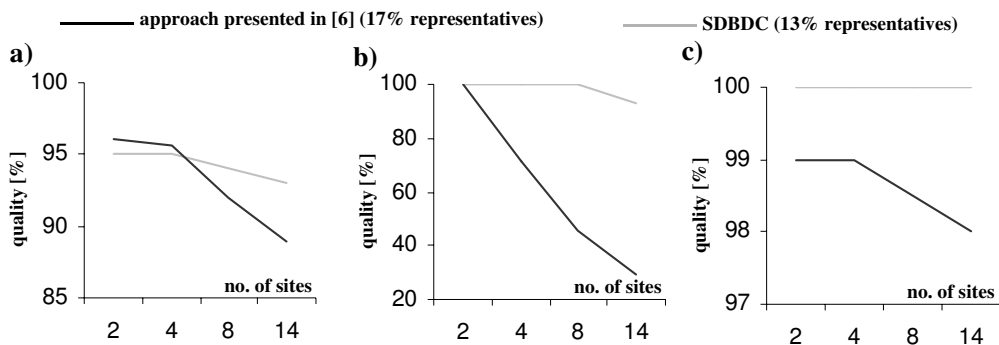 approach presented in [6] (17% representatives)
SDBDC (13% representatives)
a)
100
95
90
85
quality [%]
no. of sites
2 4 8 14
b)
100
80
60
40
20
quality [%]
no. of sites
2 4 8 14
c)
100
99
98
97
quality [%]
no. of sites
2 4 8 14